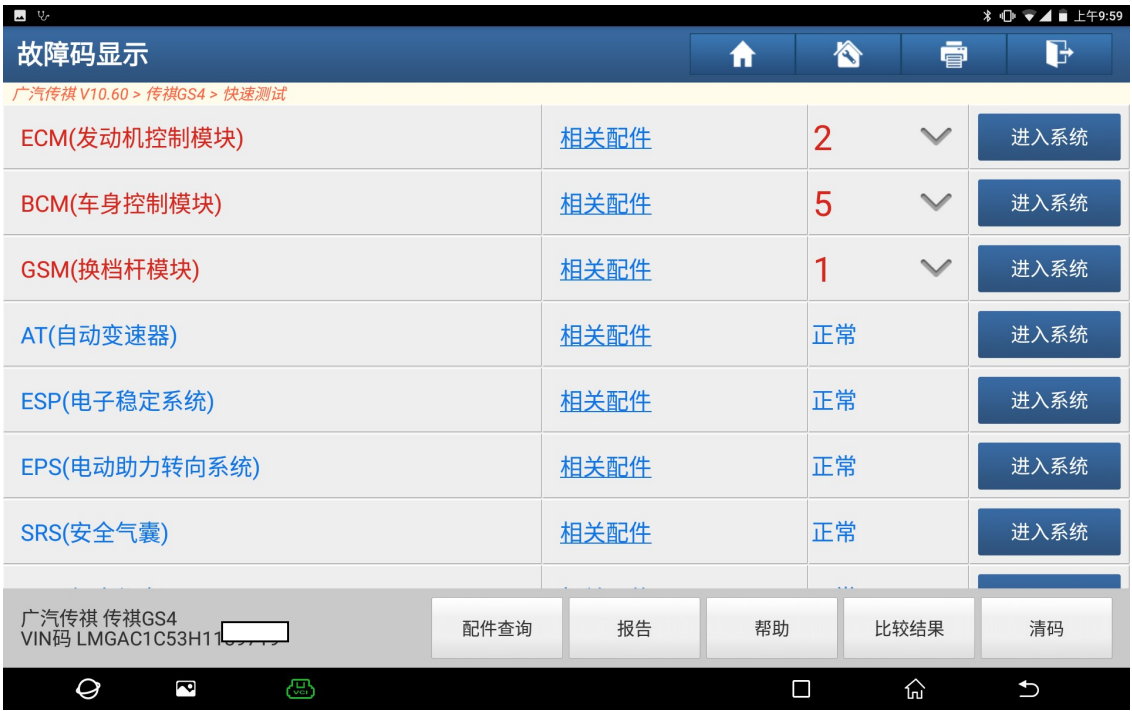 上午9:59
故障码显示
广汽传祺 V10.60 > 传祺GS4 > 快速测试
ECM(发动机控制模块) 相关配件 2 进入系统
BCM(车身控制模块) 相关配件 5 进入系统
GSM(换档杆模块) 相关配件 1 进入系统
AT(自动变速器) 相关配件 正常 进入系统
ESP(电子稳定系统) 相关配件 正常 进入系统
EPS(电动助力转向系统) 相关配件 正常 进入系统
SRS(安全气囊) 相关配件 正常 进入系统
广汽传祺 传祺GS4
VIN码 LMGAC1C53H11
配件查询 报告 帮助 比较结果 清码
VCI